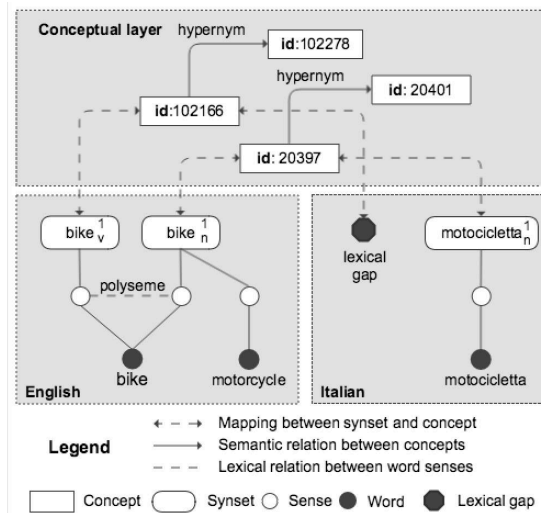 Conceptual layer
hypernym
id:102278
hypernym
id: 20401
id:102166
id: 20397
bike 1 v
bike 1 n
lexical gap
motocicletta 1 n
polyseme
bike
motorcycle
motocicletta
English
Italian
Legend
Mapping between synset and concept
Semantic relation between concepts
Lexical relation between word senses
Concept
Synset
Sense
Word
Lexical gap